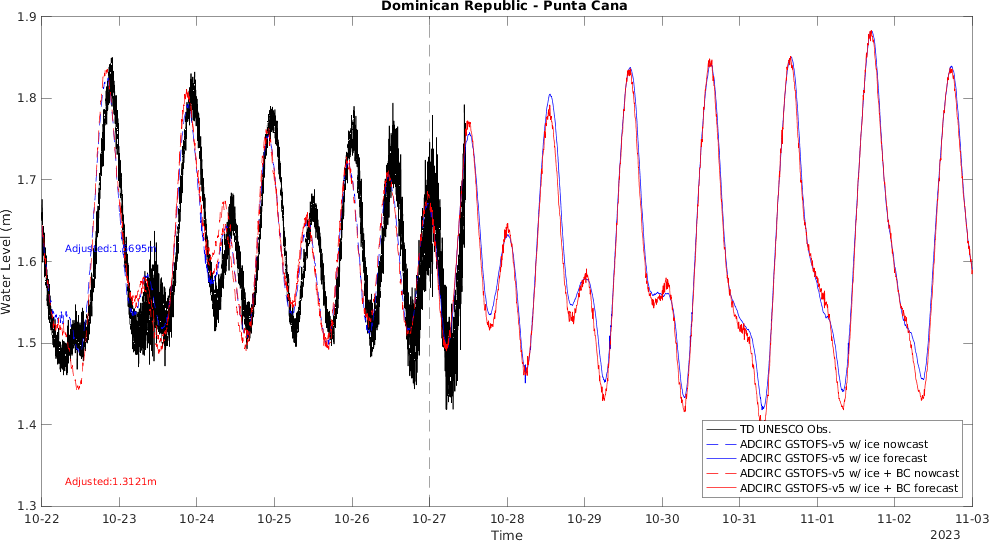 Dominican Republic - Punta Cana
Water Level (m)
1.9
1.8
1.7
1.6
1.5
1.4
1.3
Adjusted:1.1695m
Adjusted:1.3121m
TD UNESCO Obs.
ADCIRC GSTOFS-v5 w/ ice nowcast
ADCIRC GSTOFS-v5 w/ ice forecast
ADCIRC GSTOFS-v5 w/ ice + BC nowcast
ADCIRC GSTOFS-v5 w/ ice + BC forecast
10-22 10-23 10-24 10-25 10-26 10-27 10-28 10-29 10-30 10-31 11-01 11-02 11-03
Time
2023